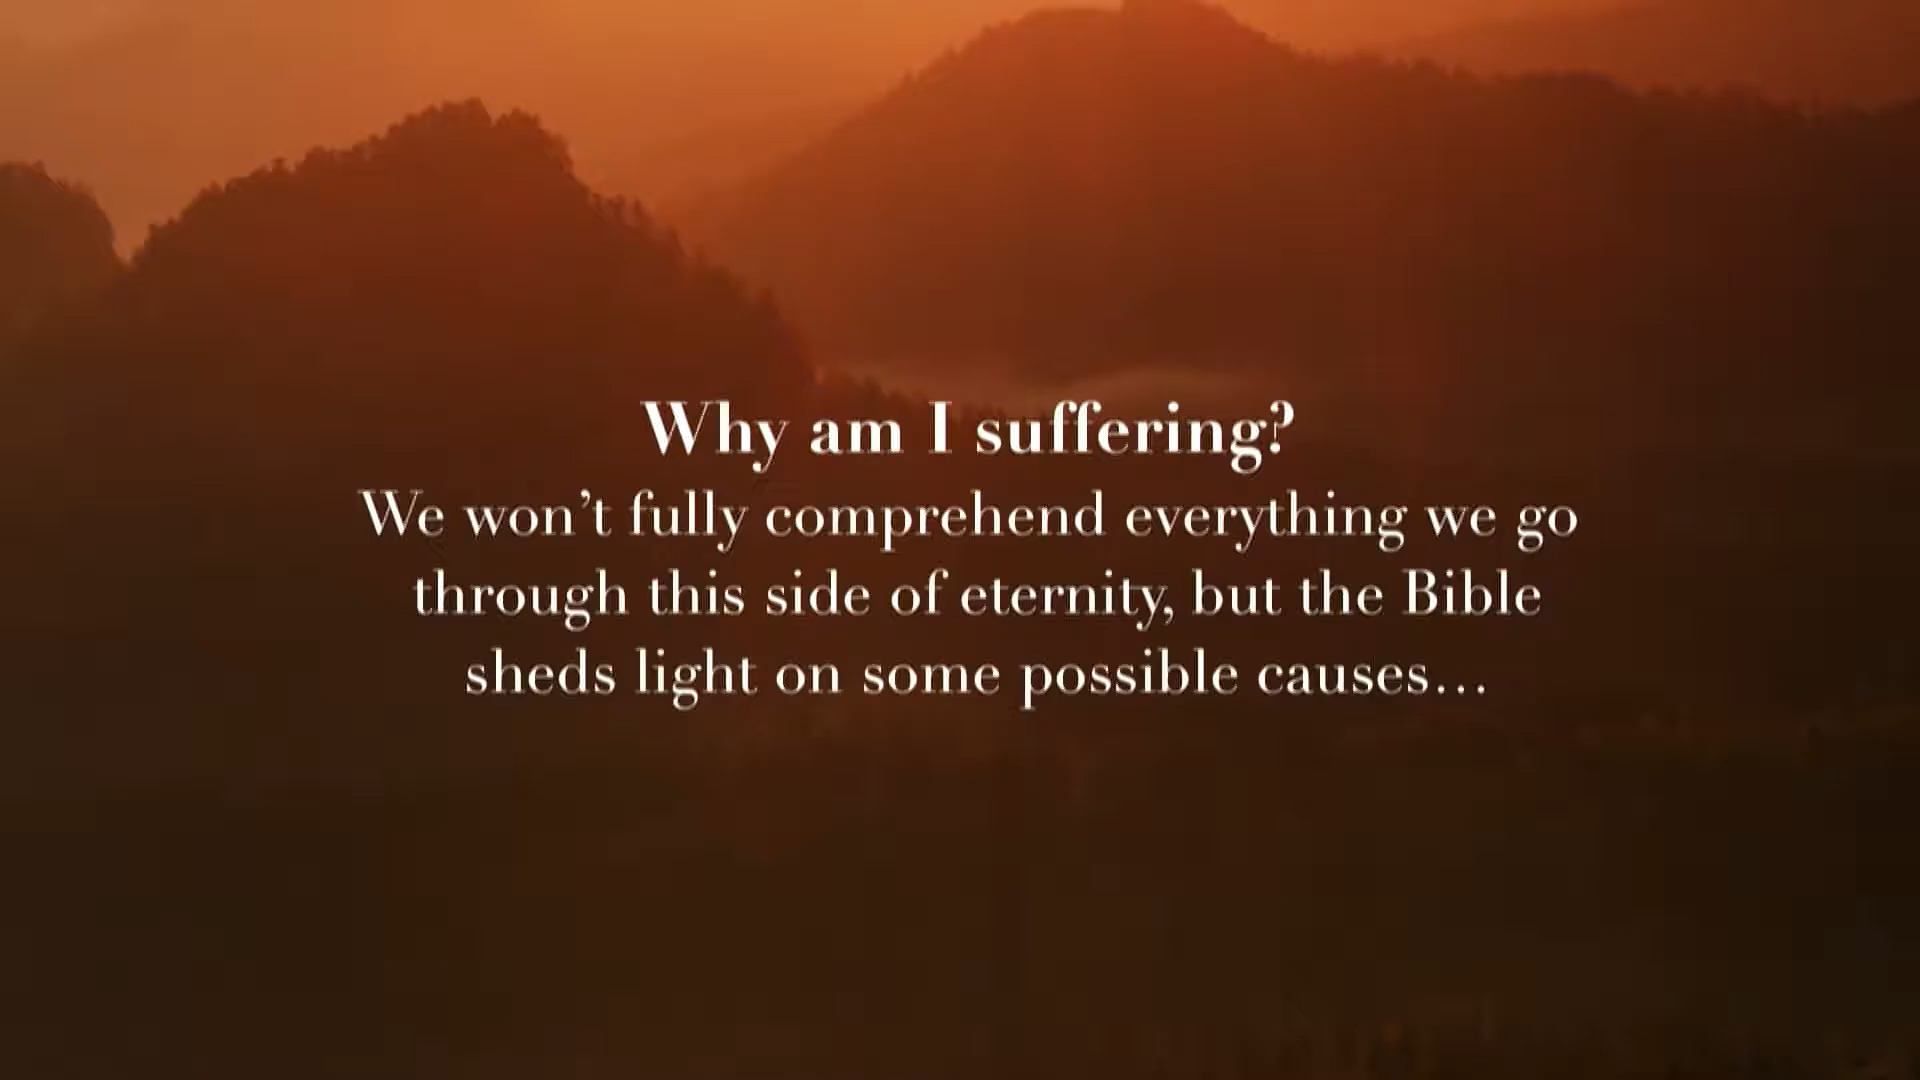 Why am I suffering?
We won’t fully comprehend everything we go
through this side of eternity, but the Bible
sheds light on some possible causes...